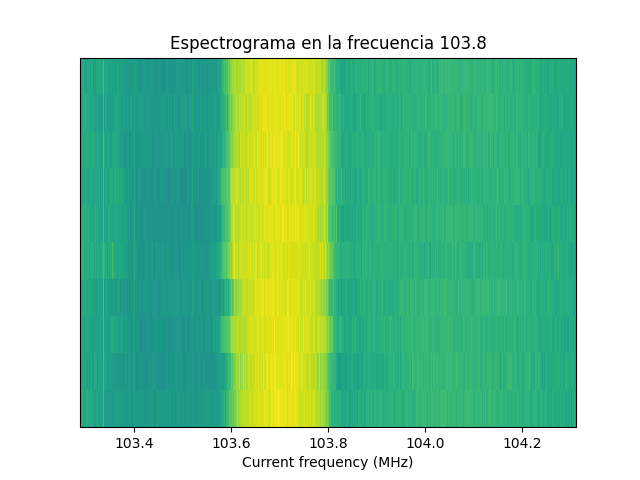 Espectrograma en la frecuencia 103.8
103.4 103.6 103.8 104.0 104.2
Current frequency (MHz)